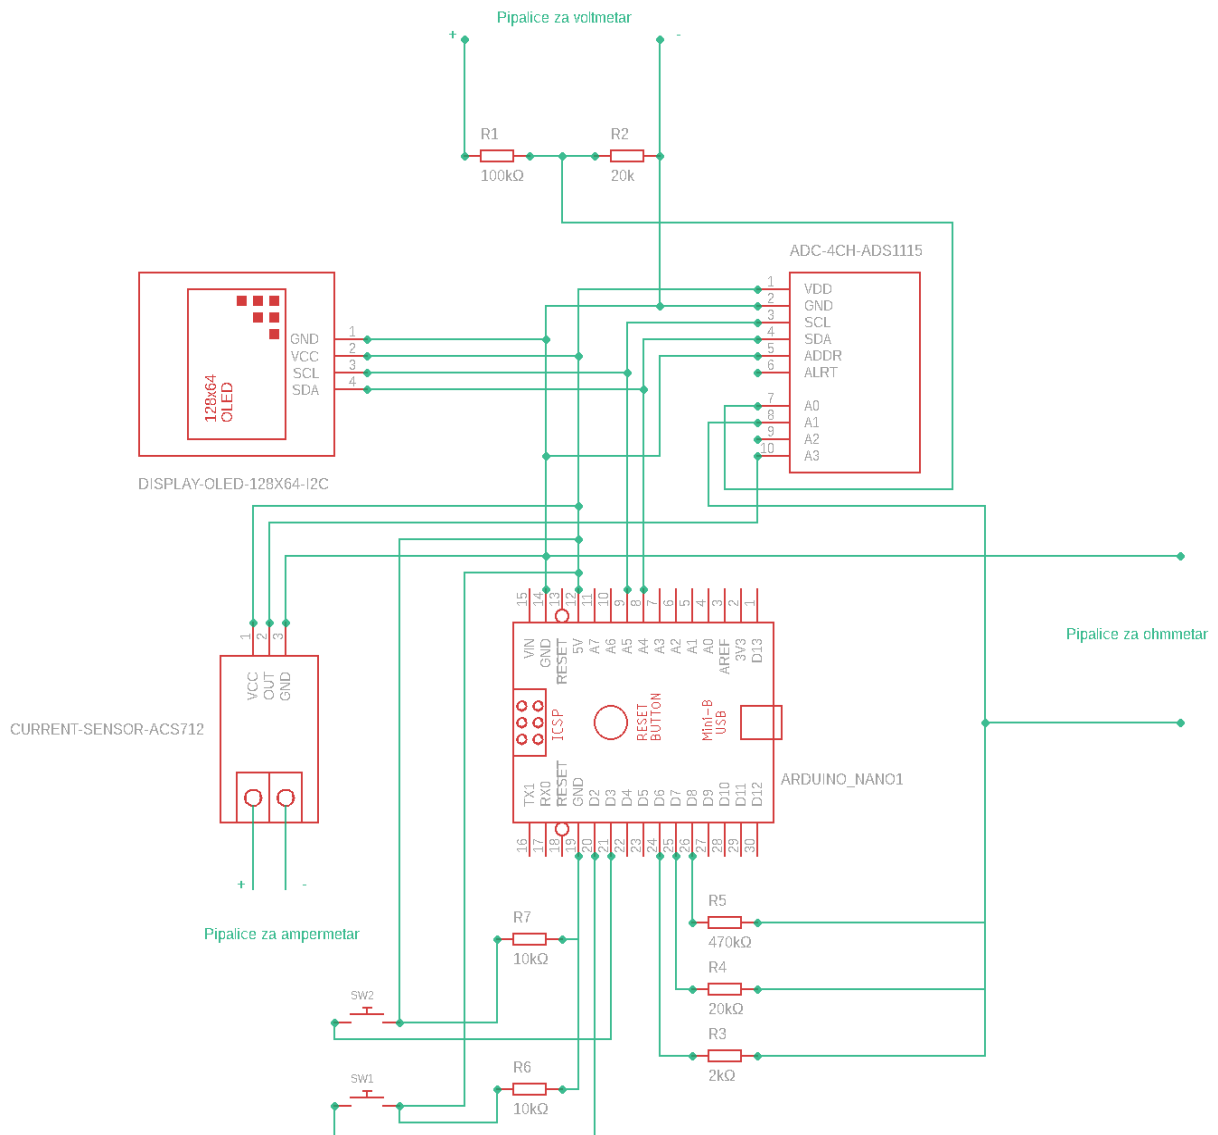 Pipalice za voltmetar
+
-
R1
R2
100kΩ
20k
ADC-4CH-ADS1115
1 VDD
2 GND
3 SCL
4 SDA
5 ADDR
6 ALRT
7 A0
8 A1
9 A2
10 A3
128x64
OLED
GND 1
VCC 2
SCL 3
SDA 4
DISPLAY-OLED-128X64-I2C
15 14 13 12 11 10 9 8 7 6 5 4 3 2 1
VIN GND RESET 5V A7 A6 A5 A4 A3 A2 A1 A0 AREF 3V3 D13
Pipalice za ohmmetar
1 2 3
VCC OUT GND
CURRENT-SENSOR-ACS712
ICSP
RESET
BUTTON
Mini-B
USB
ARDUINO_NANO1
TX1 RX0 RESET GND D2 D3 D4 D5 D6 D7 D8 D9 D10 D11 D12
16 17 18 19 20 21 22 23 24 25 26 27 28 29 30
+
-
Pipalice za ampermetar
R7
10kΩ
R5
470kΩ
R4
20kΩ
SW2
R3
2kΩ
R6
10kΩ
SW1